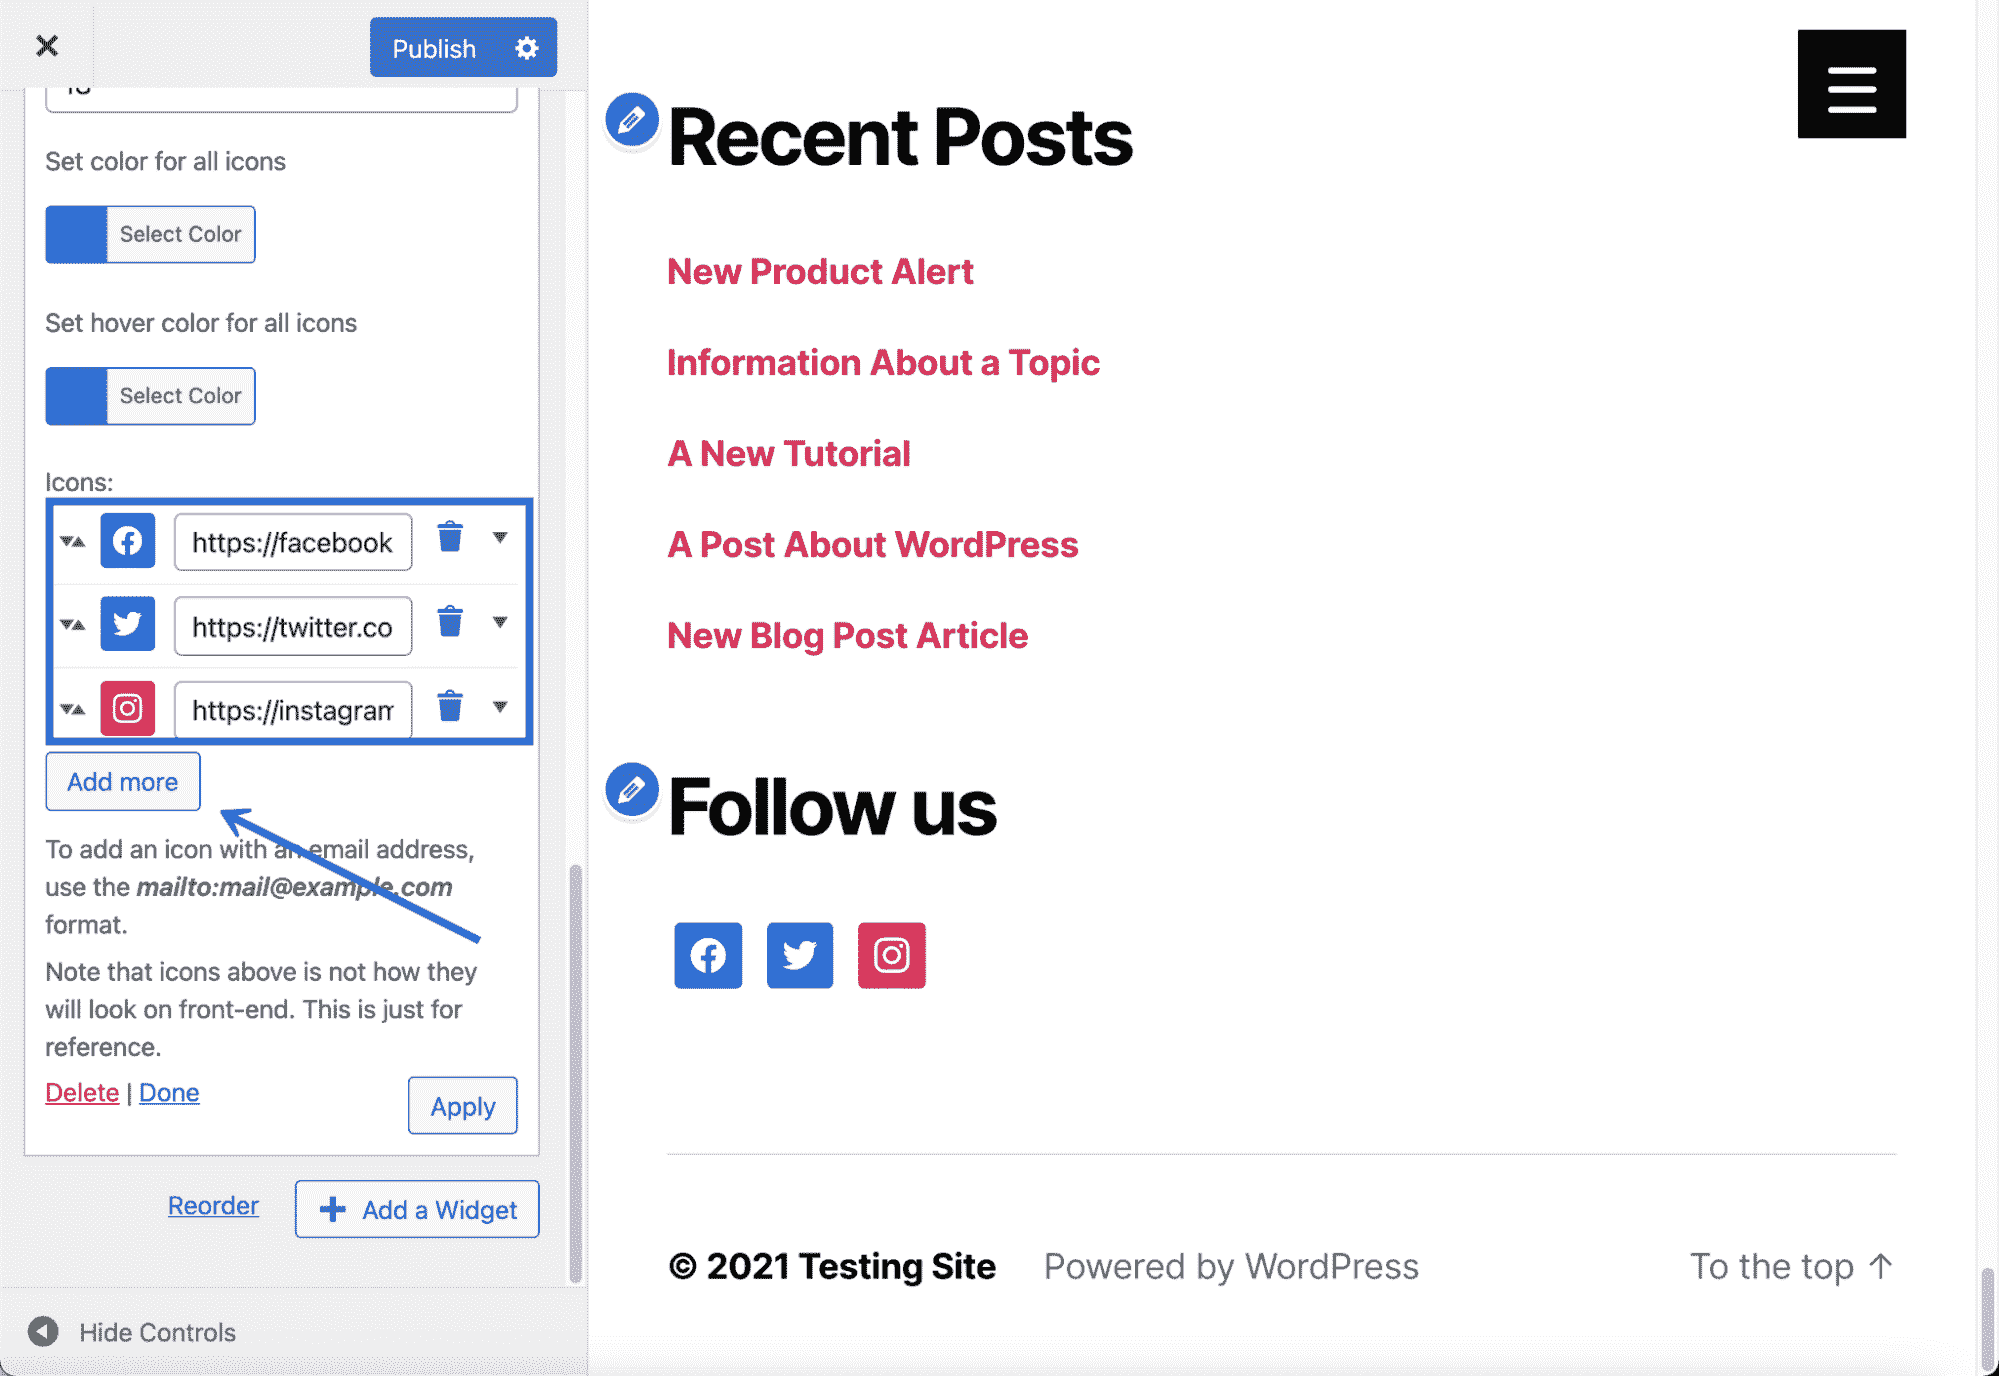 Publish
Set color for all icons
Select Color
Set hover color for all icons
Select Color
Icons:
https://facebook
https://twitter.co
https://instagram
Add more
To add an icon with an email address,
use the mailto:mail@example.com
format.
Note that icons above is not how they
will look on front-end. This is just for
reference.
Delete | Done
Apply
Reorder
Add a Widget
Hide Controls
Recent Posts
New Product Alert
Information About a Topic
A New Tutorial
A Post About WordPress
New Blog Post Article
Follow us
© 2021 Testing Site
Powered by WordPress
To the top ↑